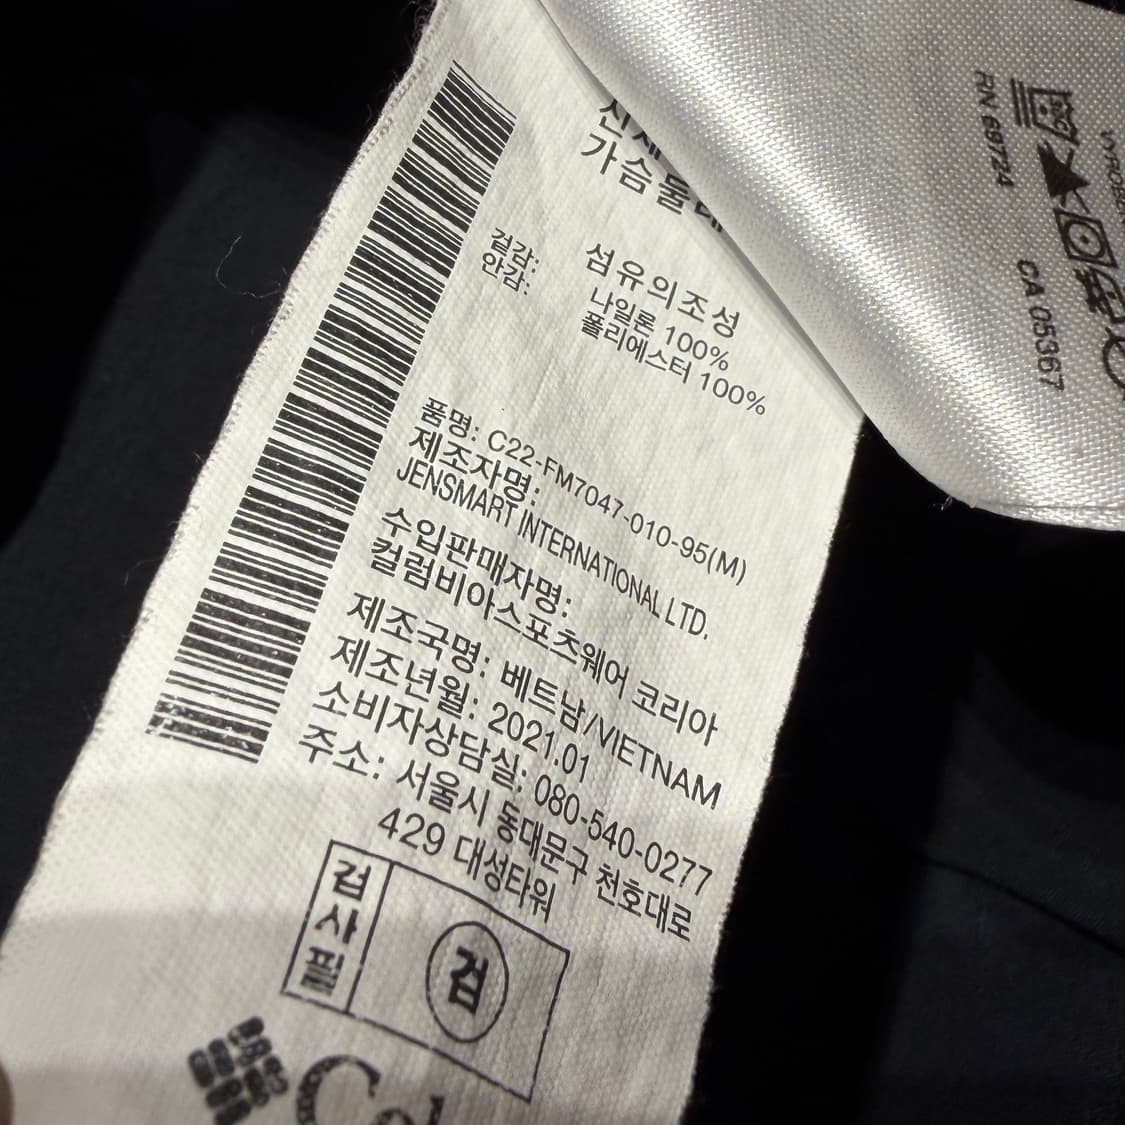 가슴둘레
섬유의조성
겉감: 나일론 100%
안감: 폴리에스터 100%
품명: C22-FM7047-010-95(M)
제조자명:
JENSMART INTERNATIONAL LTD.
수입판매자명:
컬럼비아스포츠웨어 코리아
제조국명: 베트남/VIETNAM
제조년월: 2021.01
소비자상담실: 080-540-0277
주소: 서울시 동대문구 천호대로
429 대성타워
검사필
검
RN 69724
CA 05367